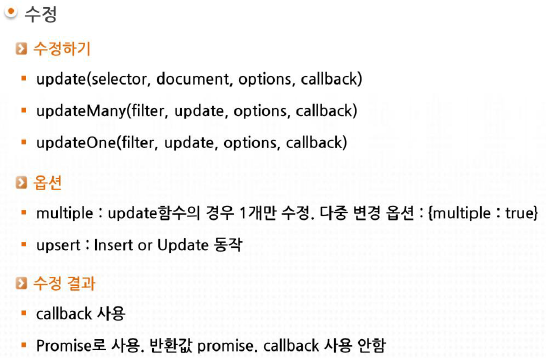 수정
수정하기
update(selector, document, options, callback)
updateMany(filter, update, options, callback)
updateOne(filter, update, options, callback)
옵션
multiple : update함수의 경우 1개만 수정. 다중 변경 옵션 : {multiple : true}
upsert : Insert or Update 동작
수정 결과
callback 사용
Promise로 사용. 반환값 promise. callback 사용 안함